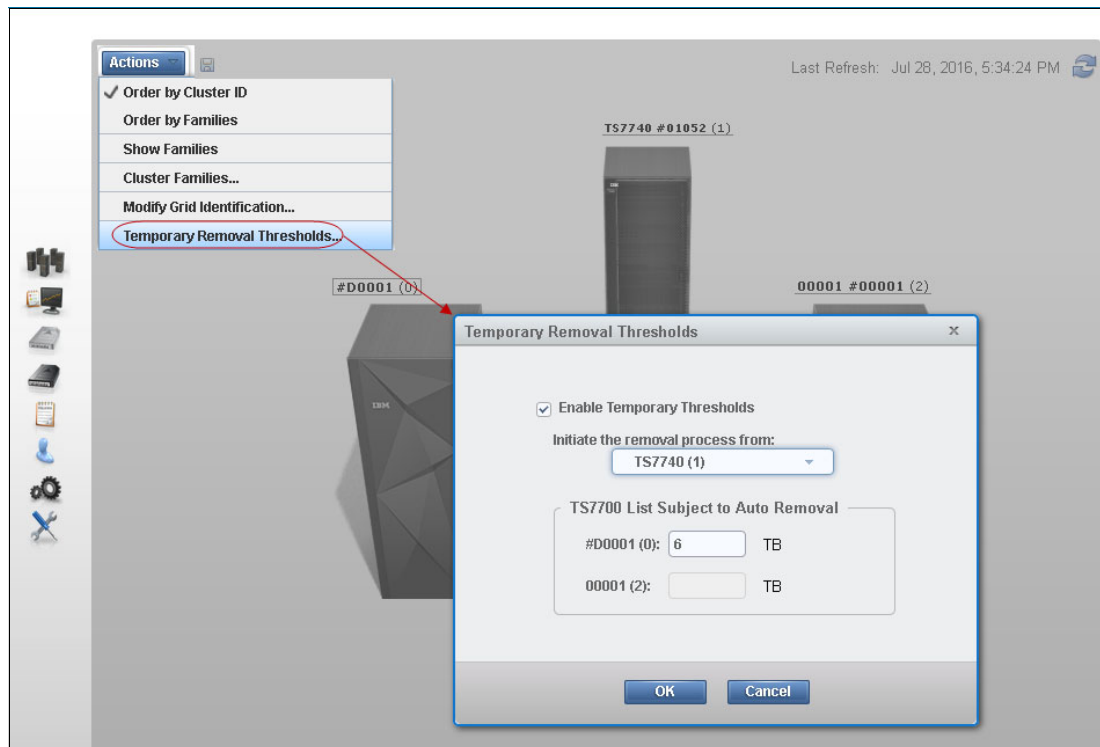 Actions
Last Refresh: Jul 28, 2016, 5:34:24 PM
Order by Cluster ID
Order by Families
Show Families
Cluster Families...
Modify Grid Identification...
Temporary Removal Thresholds...
TS7740 #01052 (1)
#D0001 (0)
00001 #00001 (2)
IBM
Temporary Removal Thresholds x
Enable Temporary Thresholds
Initiate the removal process from:
TS7740 (1)
TS7700 List Subject to Auto Removal
#D0001 (0): 6 TB
00001 (2): TB
OK Cancel